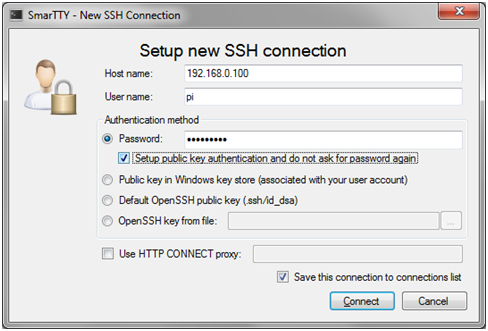 SmarTTY - New SSH Connection
Setup new SSH connection
Host name: 192.168.0.100
User name: pi
Authentication method
Password: •••••••••
Setup public key authentication and do not ask for password again
Public key in Windows key store (associated with your user account)
Default OpenSSH public key (.ssh/id_dsa)
OpenSSH key from file: ...
Use HTTP CONNECT proxy:
Save this connection to connections list
Connect Cancel